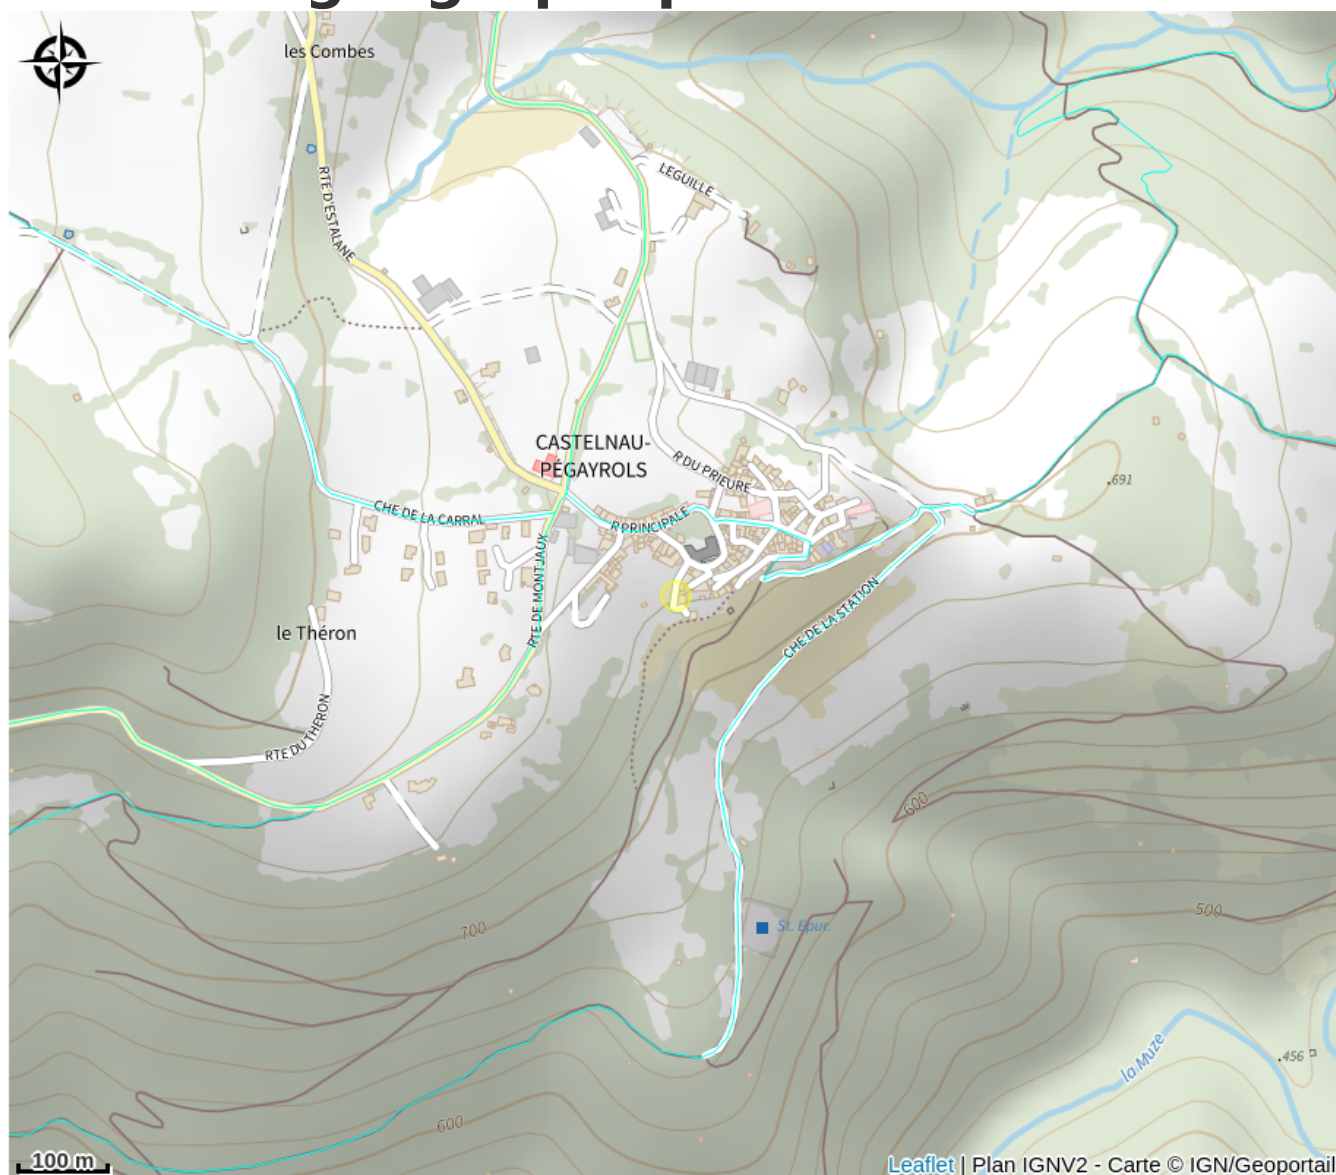 les Combes
RTE D'ESTALANE
LEGUILLE
CASTELNAU-
PÉGAYROLS
R DU PRIEURE
.691
CHE DE LA CARRAL
R PRINCIPALE
RTE DE MONTJAUX
CHE DE LA STATION
le Théron
RTE DU THERON
600
700
500
St. Epur.
la Muze
.456
600
100 m
Leaflet | Plan IGNV2 - Carte © IGN/Geoportail